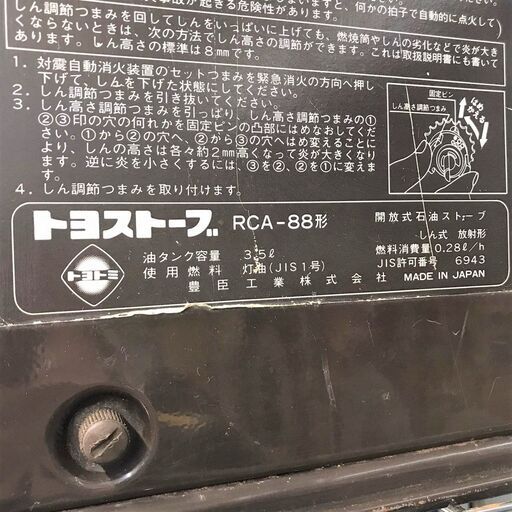 しん調節つまみを回してしんをいっぱいに上げても、燃焼筒やしんの劣化などで炎が大き
くならないときは、次の方法でしん高さの調節ができます。これは取扱説明書にも書いて
あります。しん高さの標準は8mmです。
1. 対震自動消火装置のセットつまみを緊急消火の方向へ押し
下げて、しんを下げた状態にしてください。
2. しん調節つまみを引き抜いてください。
3. しん高さ調節つまみを引っぱり、しん高さ調節つまみの①
②③印の穴の何れかを固定ピンの凸部にはめなおしてくだ
さい。①から②の穴へ、②から③の穴へはめ変えることに
より、しんの高さは各々約2mm高くなって炎が大きくなり
ます。逆に炎を小さくするには、③を②、②を①に変えま
す。
4. しん調節つまみを取り付けます。
固定ピン
しん高さ調節つまみ
はめ
かえる
トヨストーブ RCA-88形
トヨトミ
油タンク容量 3.5ℓ
使用燃料 灯油(JIS1号)
豊臣工業株式会社
開放式石油ストーブ
しん式 放射形
燃料消費量 0.28ℓ/h
JIS許可番号 6943
MADE IN JAPAN